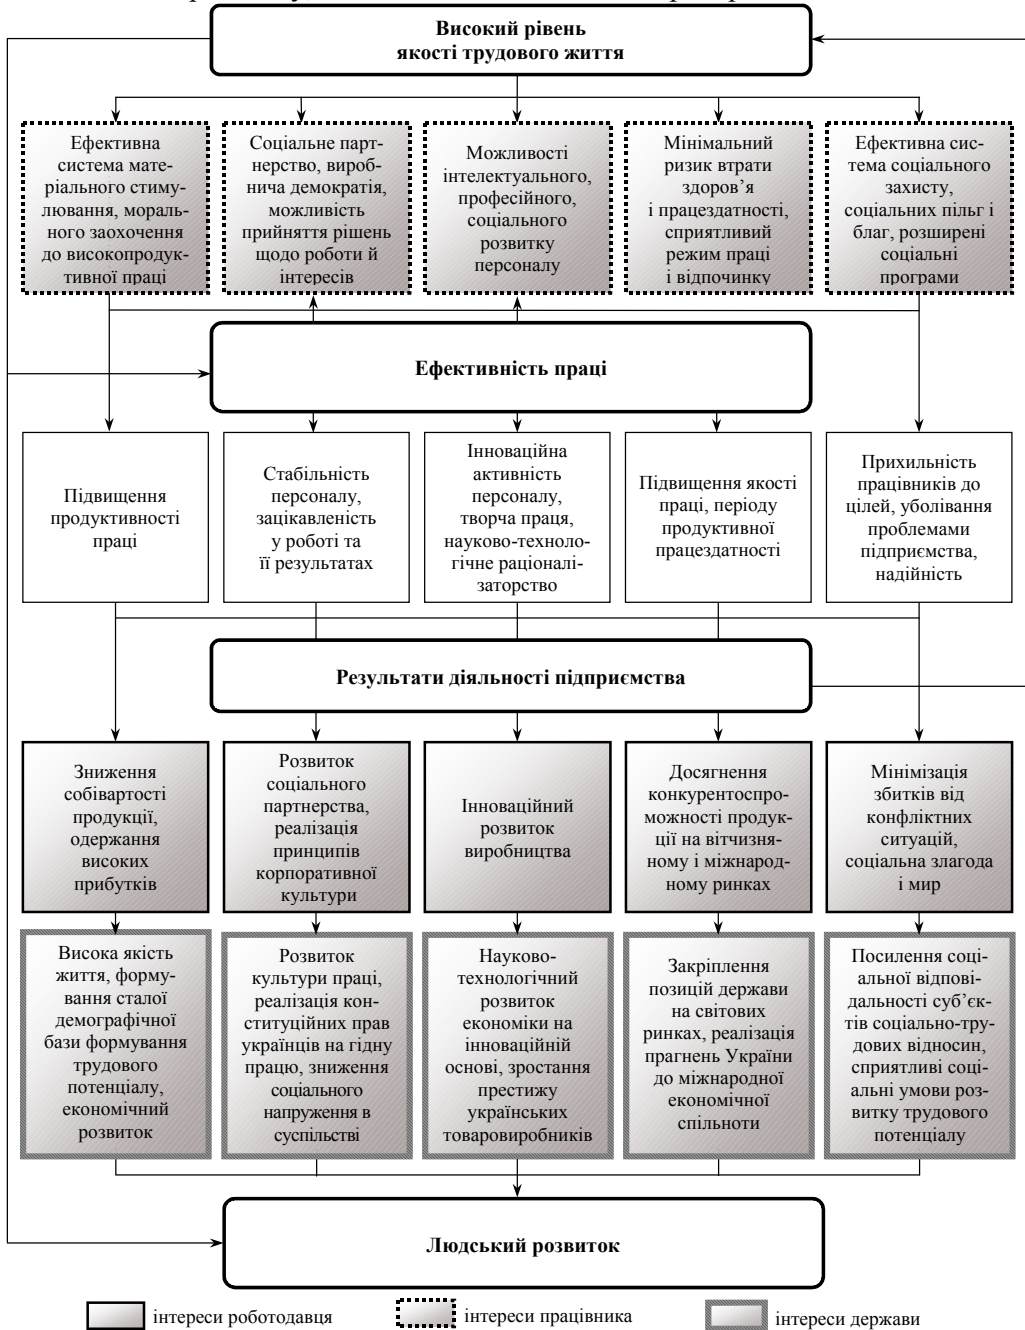 Високий рівень
якості трудового життя
Ефективна
система мате-
ріального стиму-
лювання, мораль-
ного заохочення
до високопродук-
тивної праці
Соціальне парт-
нерство, вироб-
нича демократія,
можливість
прийняття рішень
щодо роботи й
інтересів
Можливості
інтелектуального,
професійного,
соціального
розвитку
персоналу
Мінімальний
ризик втрати
здоров’я
і працездатності,
сприятливий
режим праці
і відпочинку
Ефективна сис-
тема соціального
захисту,
соціальних пільг і
благ, розширені
соціальні
програми
Ефективність праці
Підвищення
продуктивності
праці
Стабільність
персоналу,
зацікавленість
у роботі та
її результатах
Інноваційна
активність
персоналу,
творча праця,
науково-техноло-
гічне раціоналі-
заторство
Підвищення якості
праці, періоду
продуктивної
працездатності
Прихильність
працівників до
цілей, уболівання
проблемами
підприємства,
надійність
Результати діяльності підприємства
Зниження
собівартості
продукції,
одержання
високих
прибутків
Розвиток
соціального
партнерства,
реалізація
принципів
корпоративної
культури
Інноваційний
розвиток
виробництва
Досягнення
конкурентоспро-
можності продук-
ції на вітчизня-
ному і міжнарод-
ному ринках
Мінімізація
збитків від
конфліктних
ситуацій,
соціальна злагода
і мир
Висока якість
життя, форму-
вання сталої
демографічної
бази формування
трудового
потенціалу,
економічний
розвиток
Розвиток
культури праці,
реалізація кон-
ституційних прав
українців на гідну
працю, зниження
соціального
напруження в
суспільстві
Науково-
технологічний
розвиток
економіки на
інноваційній
основі, зростання
престижу
українських
товаровиробників
Закріплення
позицій держави
на світових
ринках, реалізація
прагнень України
до міжнародної
економічної
спільноти
Посилення соці-
альної відпові-
дальності суб’єк-
тів соціально-тру-
дових відносин,
сприятливі соці-
альні умови роз-
витку трудового
потенціалу
Людський розвиток
інтереси роботодавця
інтереси працівника
інтереси держави